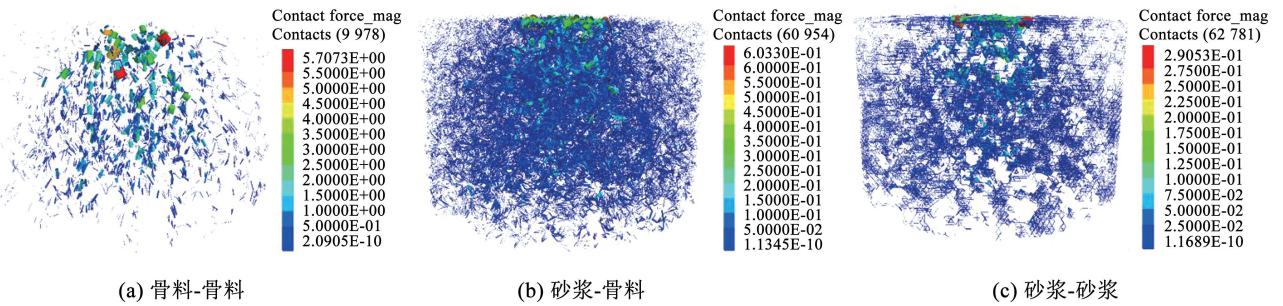 Contact force_mag
Contacts (9 978)
5.7073E+00
5.5000E+00
5.0000E+00
4.5000E+00
4.0000E+00
3.5000E+00
3.0000E+00
2.5000E+00
2.0000E+00
1.5000E+00
1.0000E+00
5.0000E-01
2.0905E-10
(a) 骨料-骨料
Contact force_mag
Contacts (60 954)
6.0330E-01
6.0000E-01
5.5000E-01
5.0000E-01
4.5000E-01
4.0000E-01
3.5000E-01
3.0000E-01
2.5000E-01
2.0000E-01
1.5000E-01
1.0000E-01
5.0000E-02
1.1345E-10
(b) 砂浆-骨料
Contact force_mag
Contacts (62 781)
2.9053E-01
2.7500E-01
2.5000E-01
2.2500E-01
2.0000E-01
1.7500E-01
1.5000E-01
1.2500E-01
1.0000E-01
7.5000E-02
5.0000E-02
2.5000E-02
1.1689E-10
(c) 砂浆-砂浆